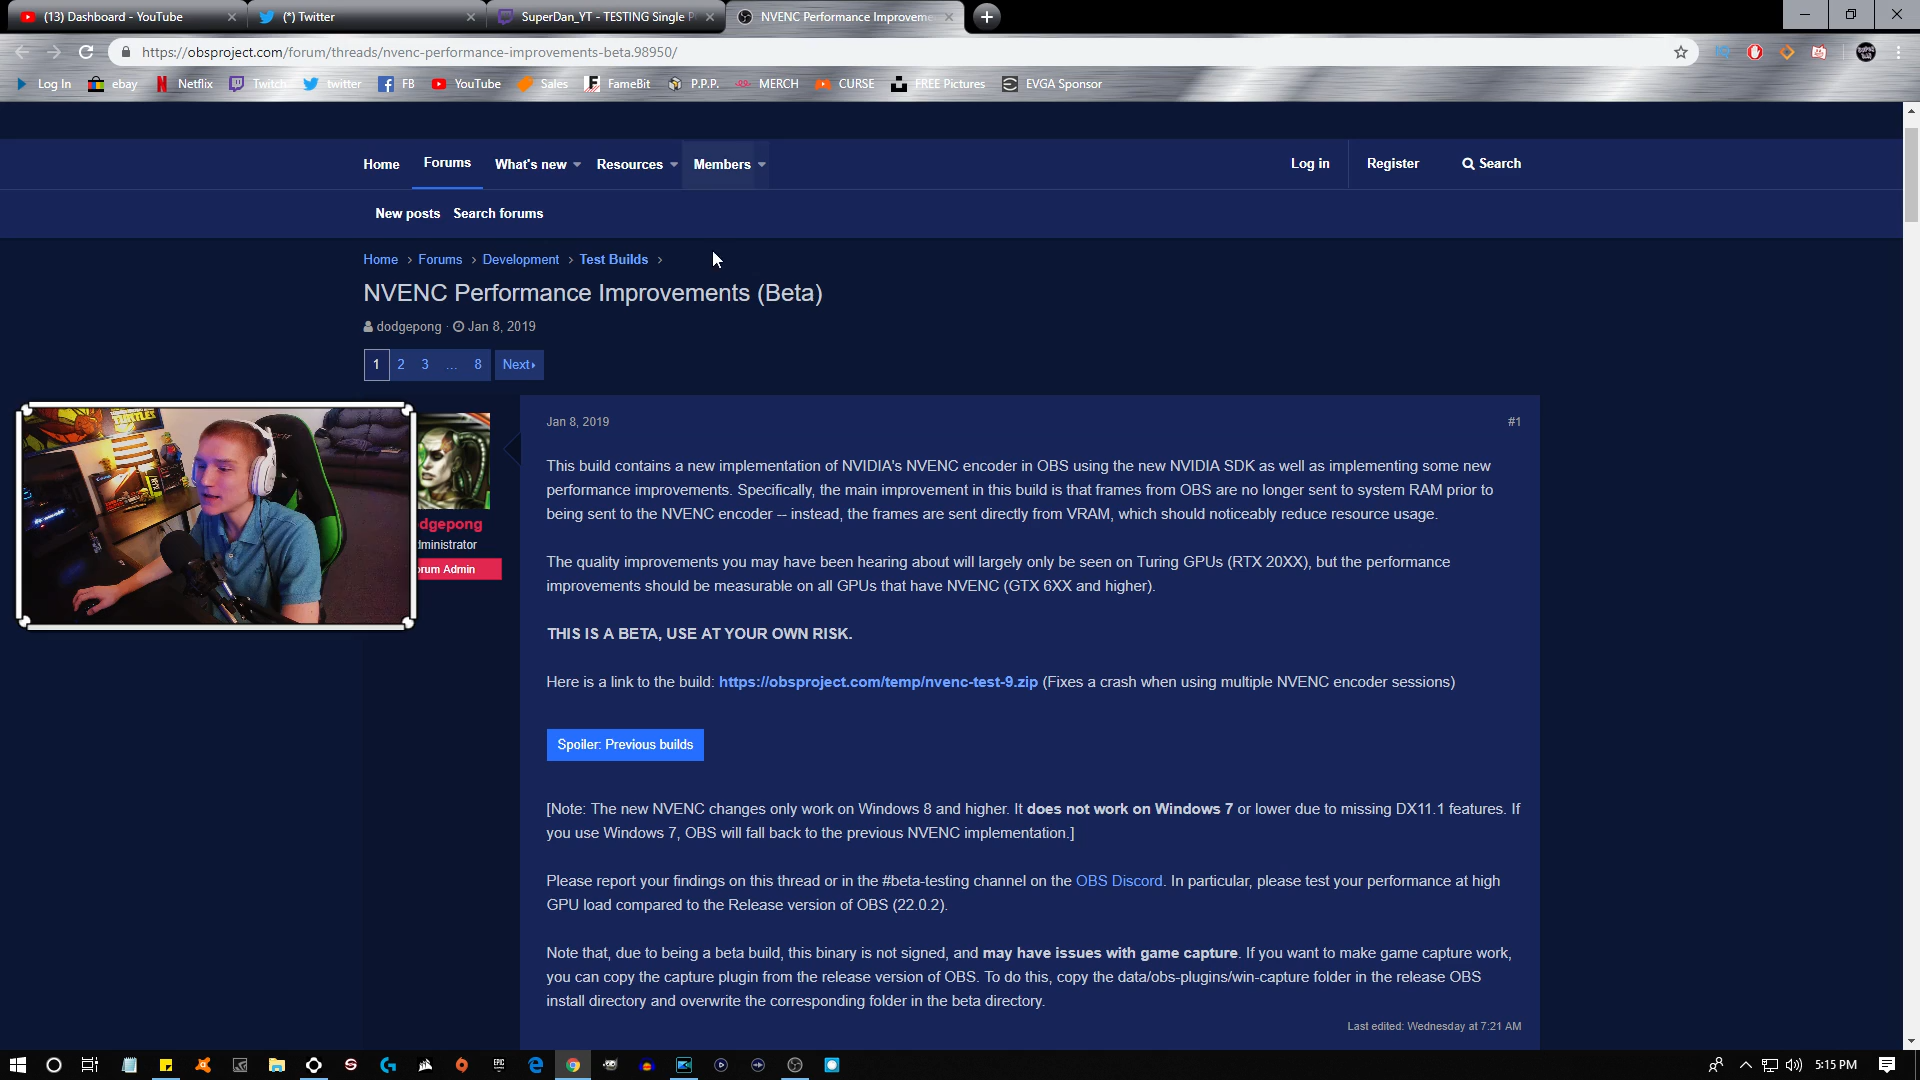 (13) Dashboard - YouTube
(*) Twitter
SuperDan_YT - TESTING Single P
NVENC Performance Improveme
https://obsproject.com/forum/threads/nvenc-performance-improvements-beta.98950/
Log In
ebay
Netflix
Twitch
twitter
FB
YouTube
Sales
FameBit
P.P.P.
MERCH
CURSE
FREE Pictures
EVGA Sponsor
Home
Forums
What's new
Resources
Members
Log in
Register
Search
New posts
Search forums
Home › Forums › Development › Test Builds ›
NVENC Performance Improvements (Beta)
dodgepong · Jan 8, 2019
1 2 3 ... 8 Next
Jan 8, 2019
#1
This build contains a new implementation of NVIDIA's NVENC encoder in OBS using the new NVIDIA SDK as well as implementing some new
performance improvements. Specifically, the main improvement in this build is that frames from OBS are no longer sent to system RAM prior to
being sent to the NVENC encoder -- instead, the frames are sent directly from VRAM, which should noticeably reduce resource usage.
dgepong
ministrator
rum Admin
The quality improvements you may have been hearing about will largely only be seen on Turing GPUs (RTX 20XX), but the performance
improvements should be measurable on all GPUs that have NVENC (GTX 6XX and higher).
THIS IS A BETA, USE AT YOUR OWN RISK.
Here is a link to the build: https://obsproject.com/temp/nvenc-test-9.zip (Fixes a crash when using multiple NVENC encoder sessions)
Spoiler: Previous builds
[Note: The new NVENC changes only work on Windows 8 and higher. It does not work on Windows 7 or lower due to missing DX11.1 features. If
you use Windows 7, OBS will fall back to the previous NVENC implementation.]
Please report your findings on this thread or in the #beta-testing channel on the OBS Discord. In particular, please test your performance at high
GPU load compared to the Release version of OBS (22.0.2).
Note that, due to being a beta build, this binary is not signed, and may have issues with game capture. If you want to make game capture work,
you can copy the capture plugin from the release version of OBS. To do this, copy the data/obs-plugins/win-capture folder in the release OBS
install directory and overwrite the corresponding folder in the beta directory.
Last edited: Wednesday at 7:21 AM
5:15 PM